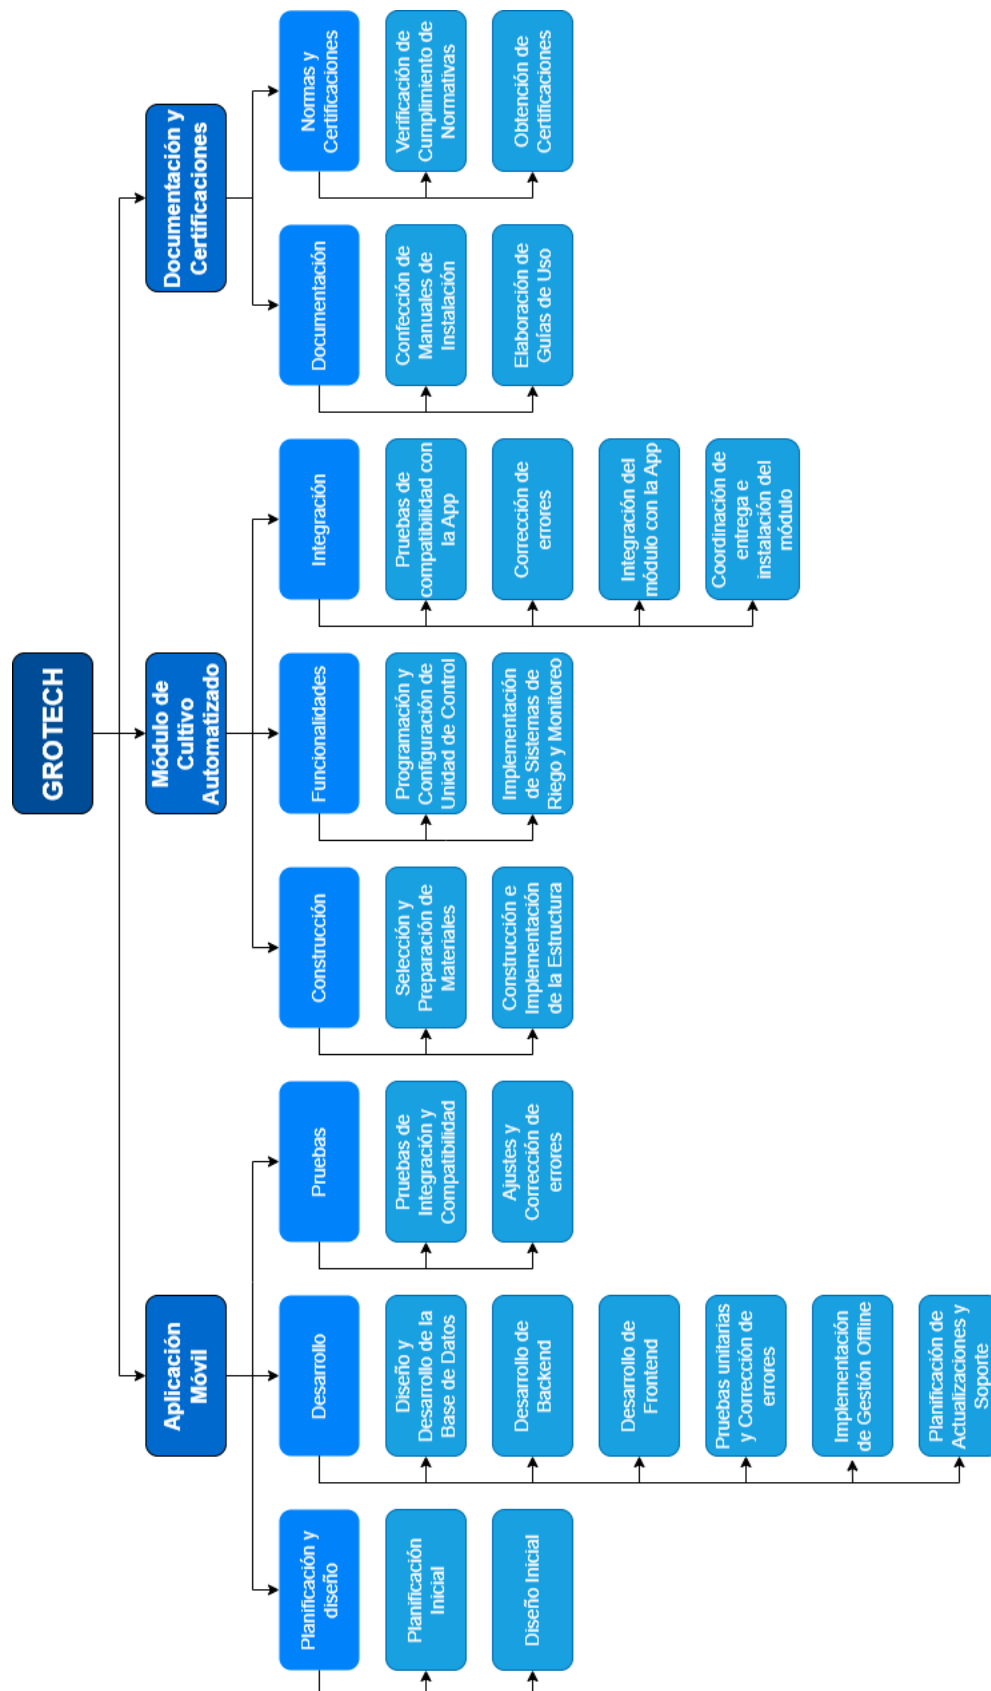 GROTECH
Aplicación
Móvil
Módulo de
Cultivo
Automatizado
Documentación y
Certificaciones
Planificación y
diseño
Planificación
Inicial
Diseño Inicial
Desarrollo
Diseño y
Desarrollo de la
Base de Datos
Desarrollo de
Backend
Desarrollo de
Frontend
Pruebas unitarias
y Corrección de
errores
Implementación
de Gestión Offline
Planificación de
Actualizaciones y
Soporte
Pruebas
Pruebas de
Integración y
Compatibilidad
Ajustes y
Corrección de
errores
Construcción
Selección y
Preparación de
Materiales
Construcción e
Implementación
de la Estructura
Funcionalidades
Programación y
Configuración de
Unidad de Control
Implementación
de Sistemas de
Riego y Monitoreo
Integración
Pruebas de
compatibilidad con
la App
Corrección de
errores
Integración del
módulo con la App
Coordinación de
entrega e
instalación del
módulo
Documentación
Confección de
Manuales de
Instalación
Elaboración de
Guías de Uso
Normas y
Certificaciones
Verificación de
Cumplimiento de
Normativas
Obtención de
Certificaciones